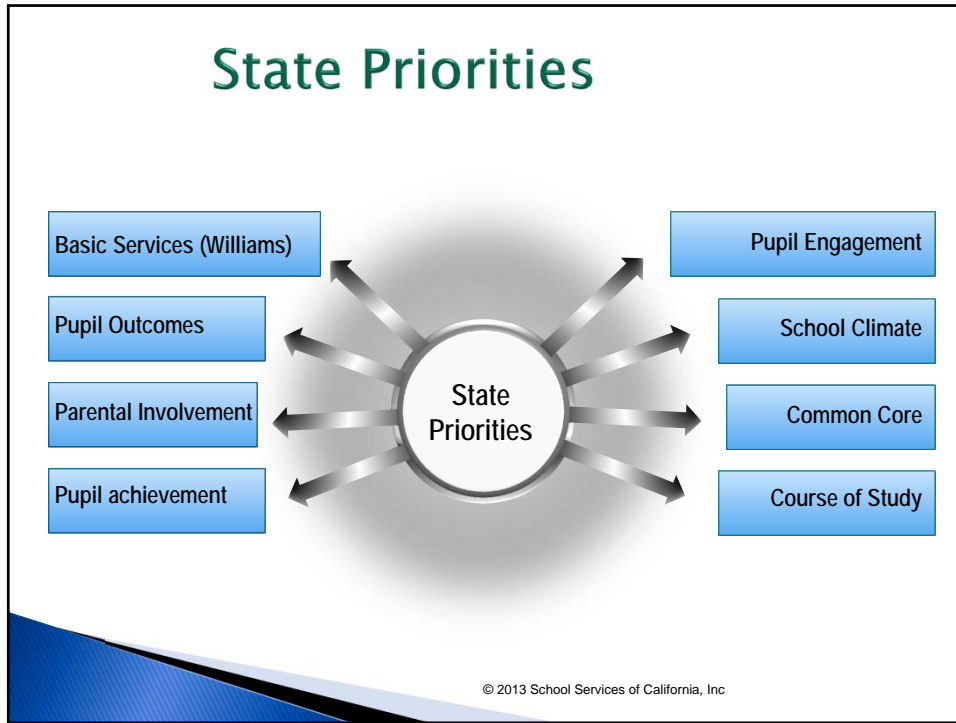 State Priorities
Basic Services (Williams)
Pupil Outcomes
Parental Involvement
Pupil achievement
State
Priorities
Pupil Engagement
School Climate
Common Core
Course of Study
© 2013 School Services of California, Inc